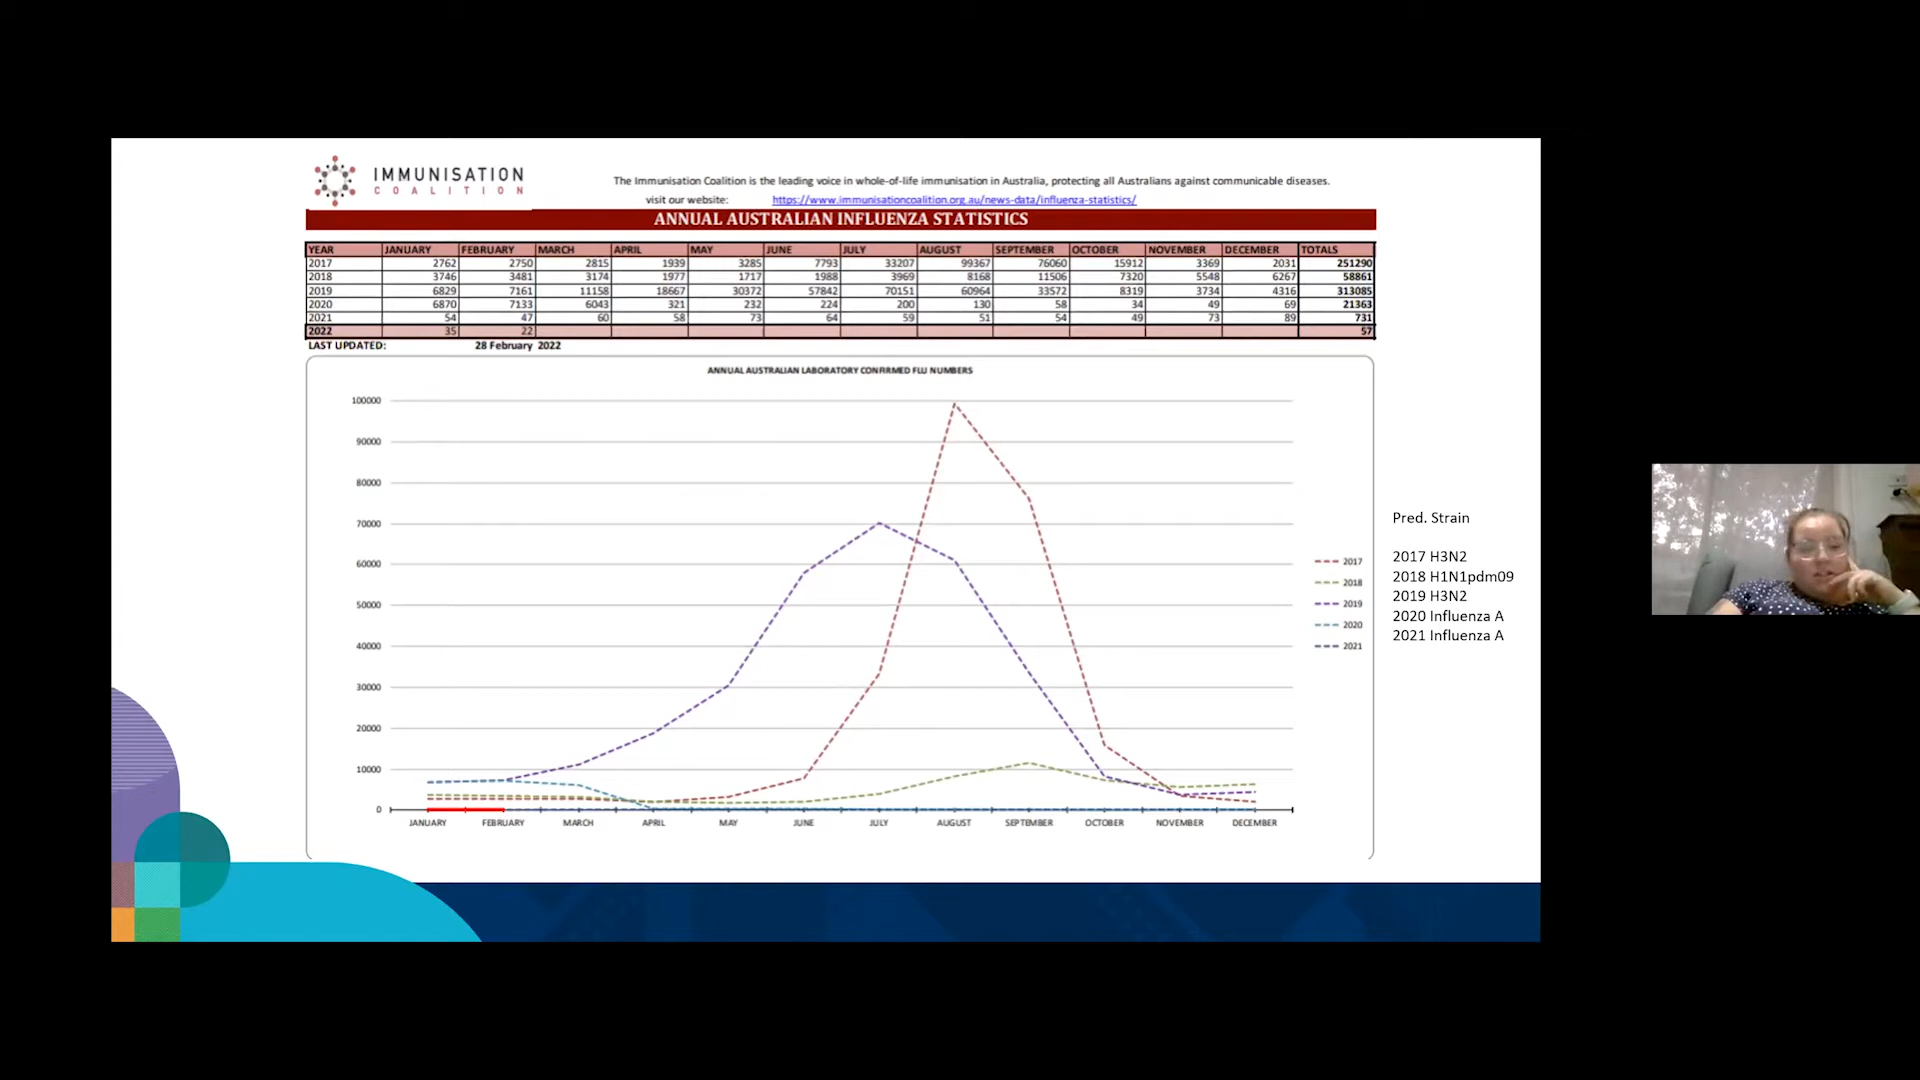 IMMUNISATION
COALITION
The Immunisation Coalition is the leading voice in whole-of-life immunisation in Australia, protecting all Australians against communicable diseases.
visit our website: https://www.immunisationcoalition.org.au/news-data/influenza-statistics/
ANNUAL AUSTRALIAN INFLUENZA STATISTICS
YEAR JANUARY FEBRUARY MARCH APRIL MAY JUNE JULY AUGUST SEPTEMBER OCTOBER NOVEMBER DECEMBER TOTALS
2017 2762 2750 2815 1939 3285 7793 33207 99367 76060 15912 3369 2031 251290
2018 3746 3481 3174 1977 1717 1988 3969 8168 11506 7320 5548 6267 58861
2019 6829 7161 11158 18667 30372 57842 70151 60964 33572 8319 3734 4316 313085
2020 6870 7133 6043 321 232 224 200 130 58 34 49 69 21363
2021 54 47 60 58 73 64 59 51 54 49 73 89 731
2022 35 22 57
LAST UPDATED: 28 February 2022
ANNUAL AUSTRALIAN LABORATORY CONFIRMED FLU NUMBERS
100000
90000
80000
70000
60000
50000
40000
30000
20000
10000
0
JANUARY FEBRUARY MARCH APRIL MAY JUNE JULY AUGUST SEPTEMBER OCTOBER NOVEMBER DECEMBER
2017
2018
2019
2020
2021
Pred. Strain
2017 H3N2
2018 H1N1pdm09
2019 H3N2
2020 Influenza A
2021 Influenza A